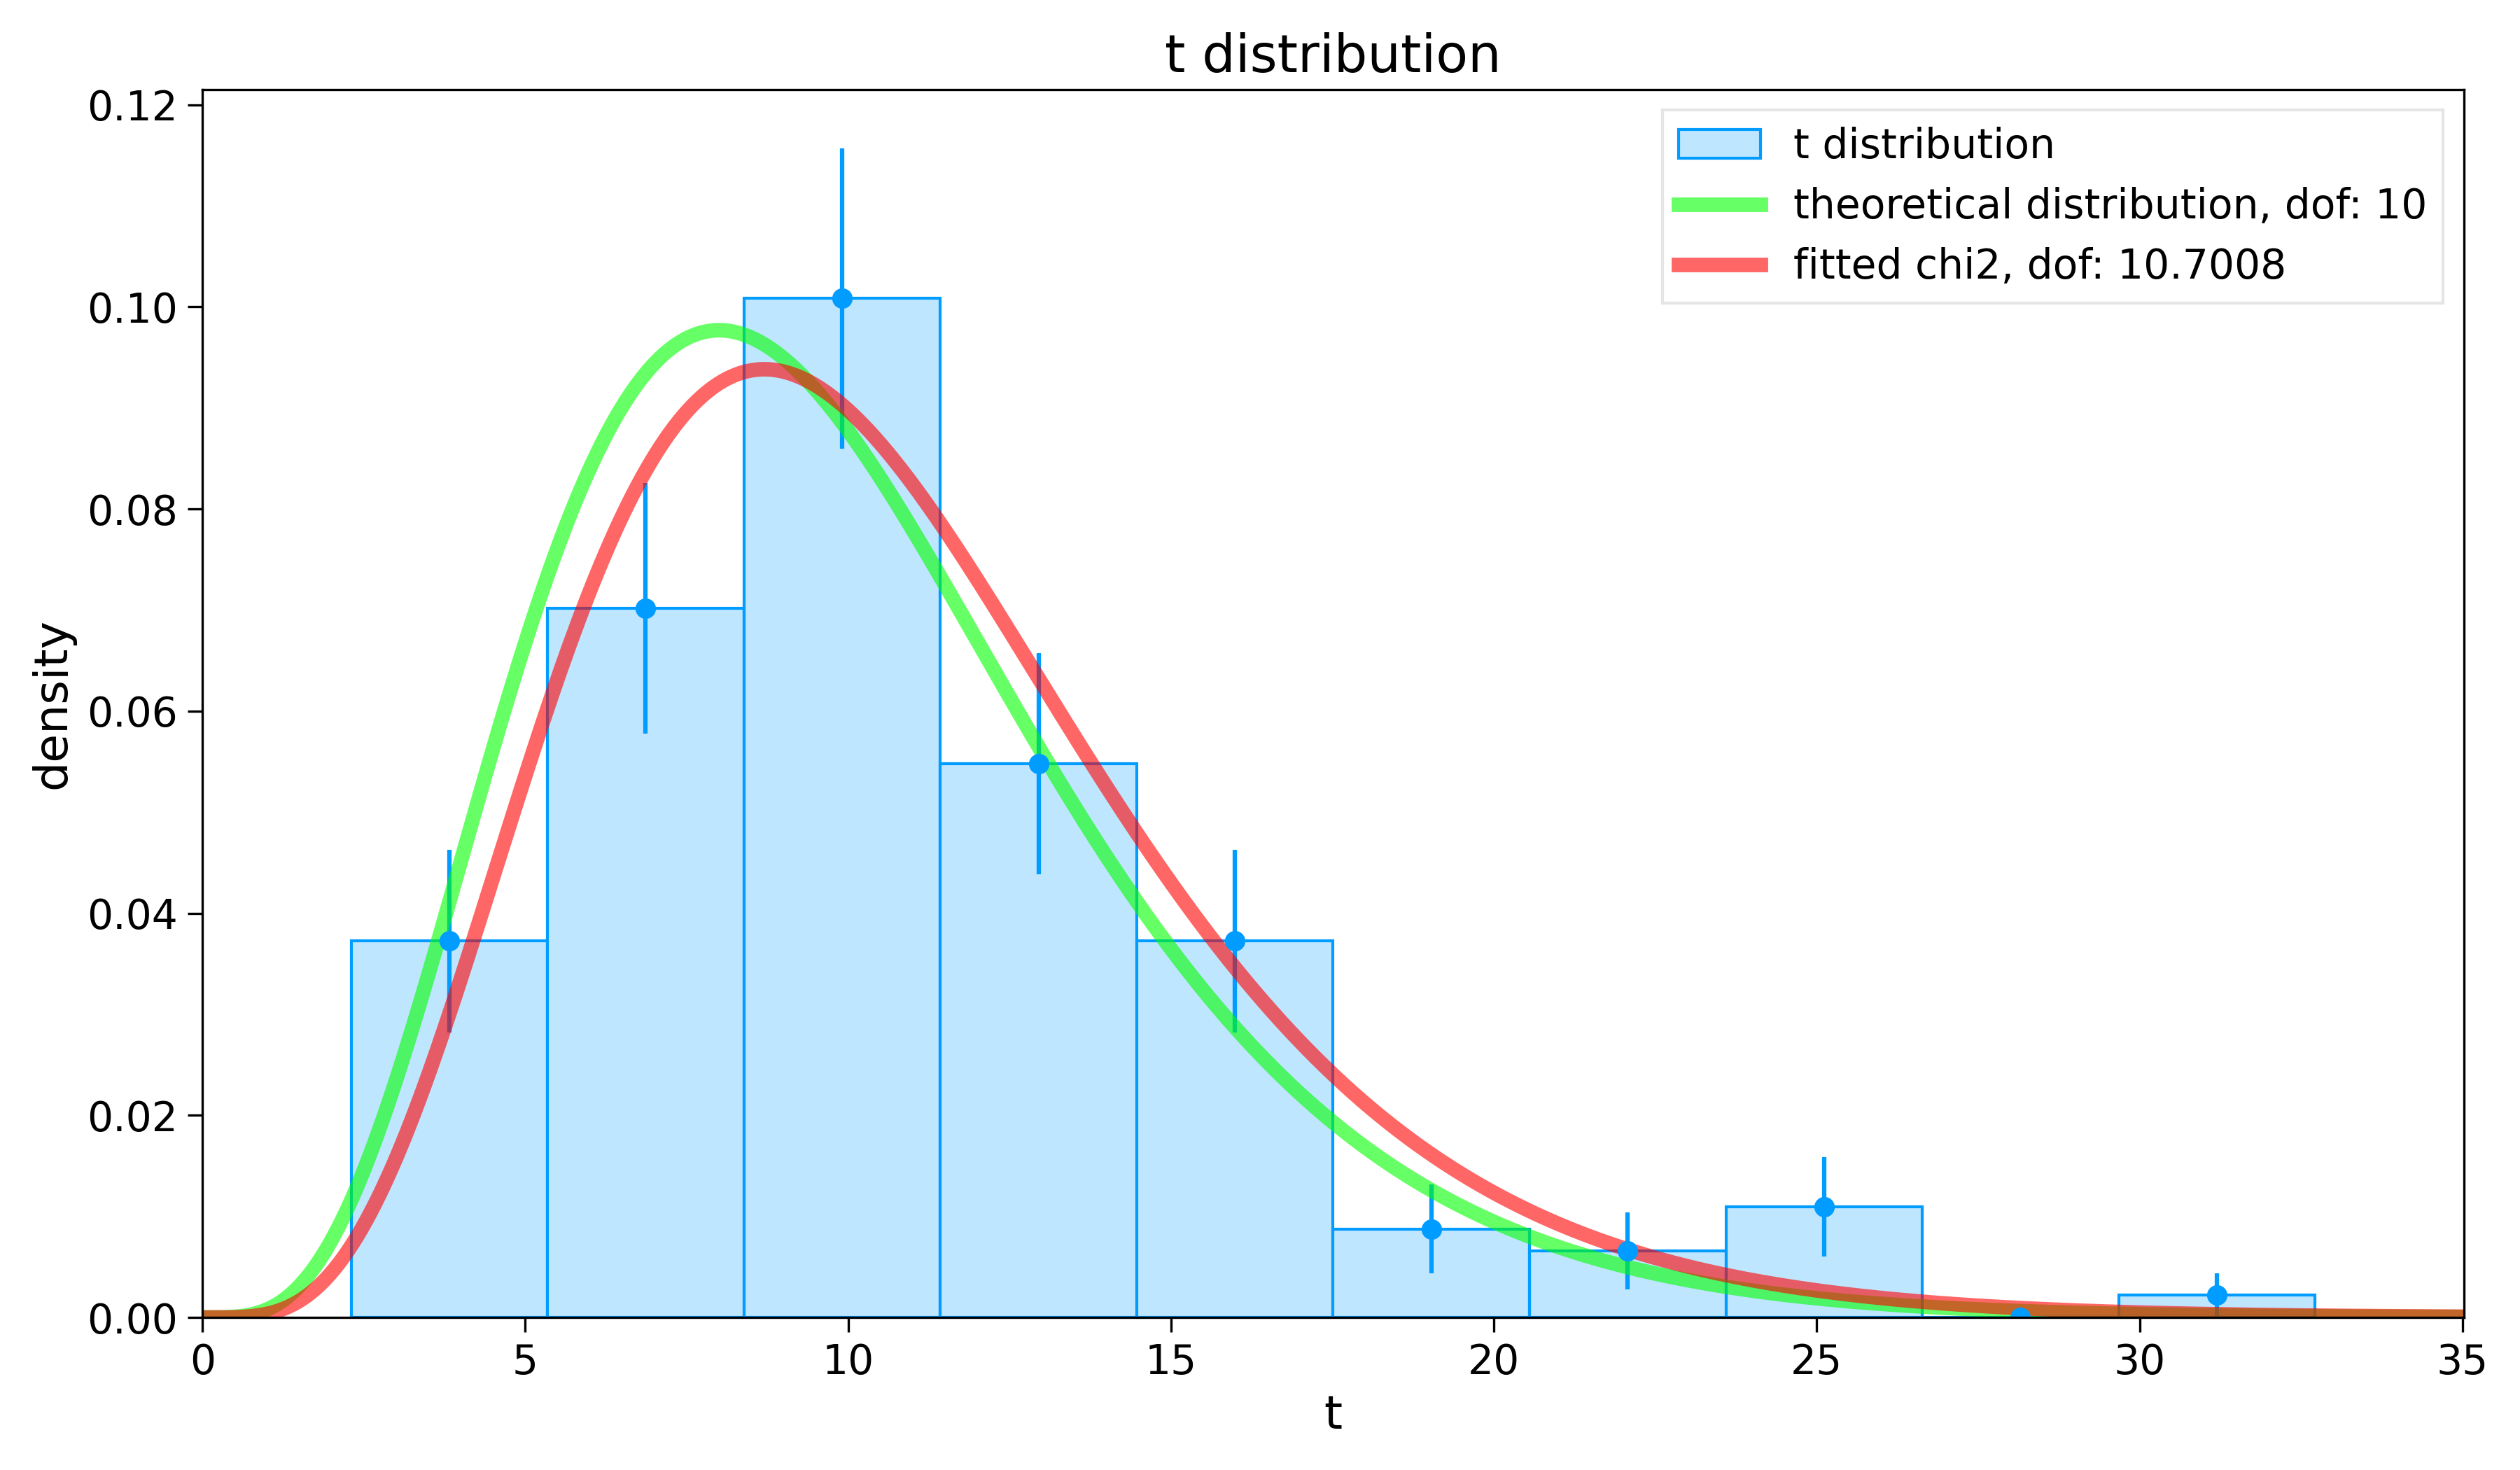 t distribution
0.12
0.10
0.08
0.06
0.04
0.02
0.00
density
t distribution
theoretical distribution, dof: 10
fitted chi2, dof: 10.7008
0 5 10 15 20 25 30 35
t